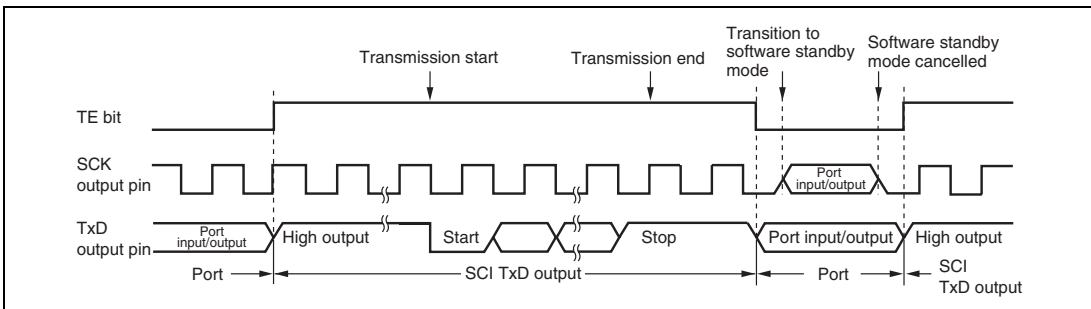 Transmission start
Transmission end
Transition to
software standby
mode
Software standby
mode cancelled
TE bit
SCK
output pin
Port
input/output
TxD
output pin
Port
input/output
High output
Start
Stop
Port input/output
High output
Port
SCI TxD output
Port
SCI
TxD output